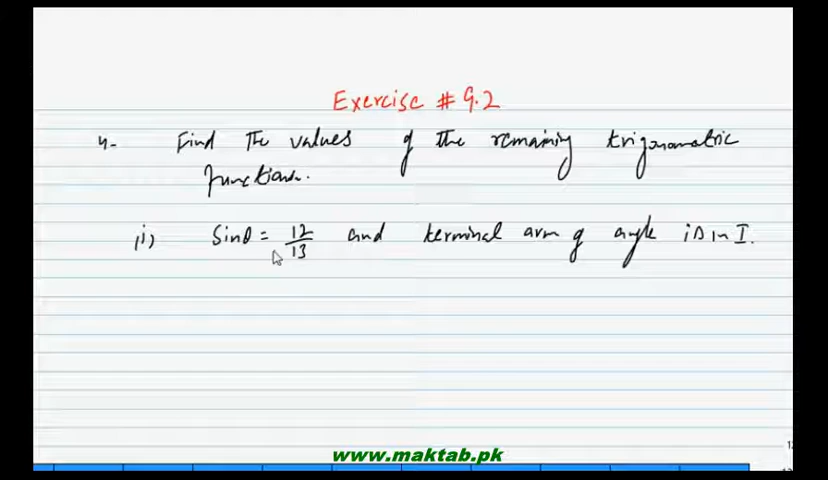 Exercise # 9.2
4- Find the values of the remaining trigonometric
functions.
(i) Sinθ = 12/13 and terminal arm of angle is in I.
www.maktab.pk